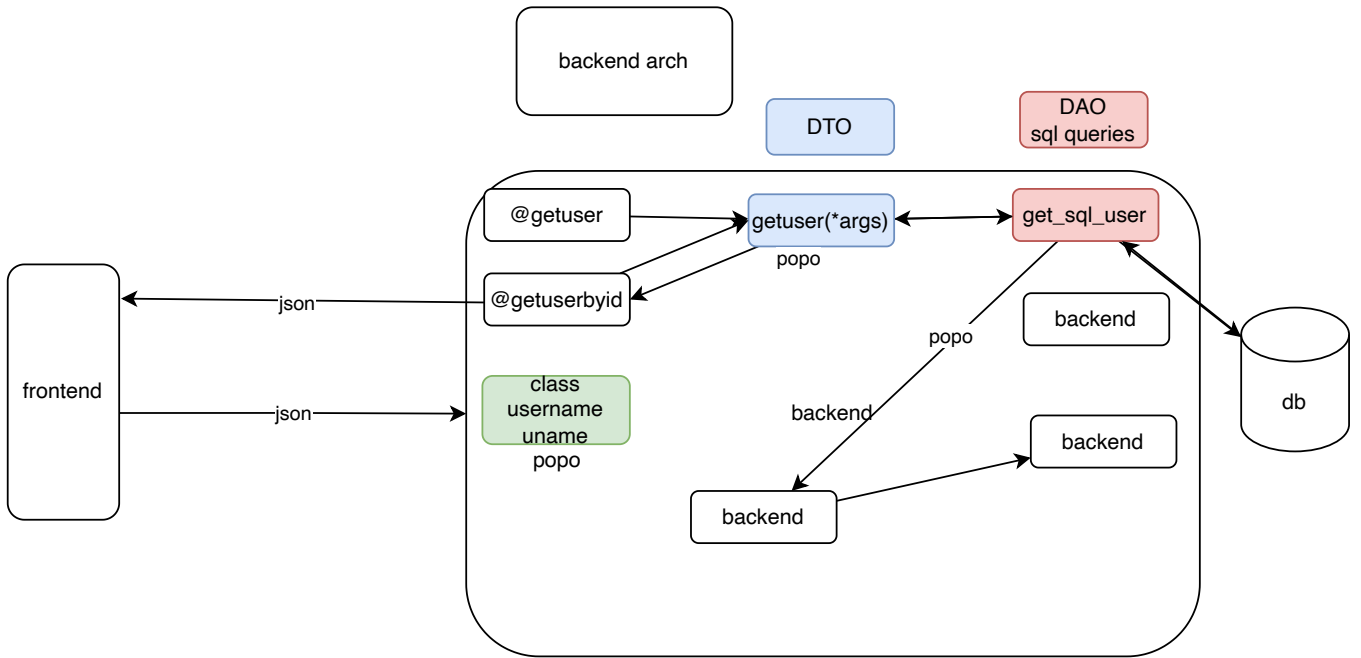 backend arch
DTO
DAO
sql queries
@getuser
getuser(*args)
get_sql_user
popo
@getuserbyid
json
backend
popo
frontend
class
username
uname
popo
json
backend
backend
db
backend